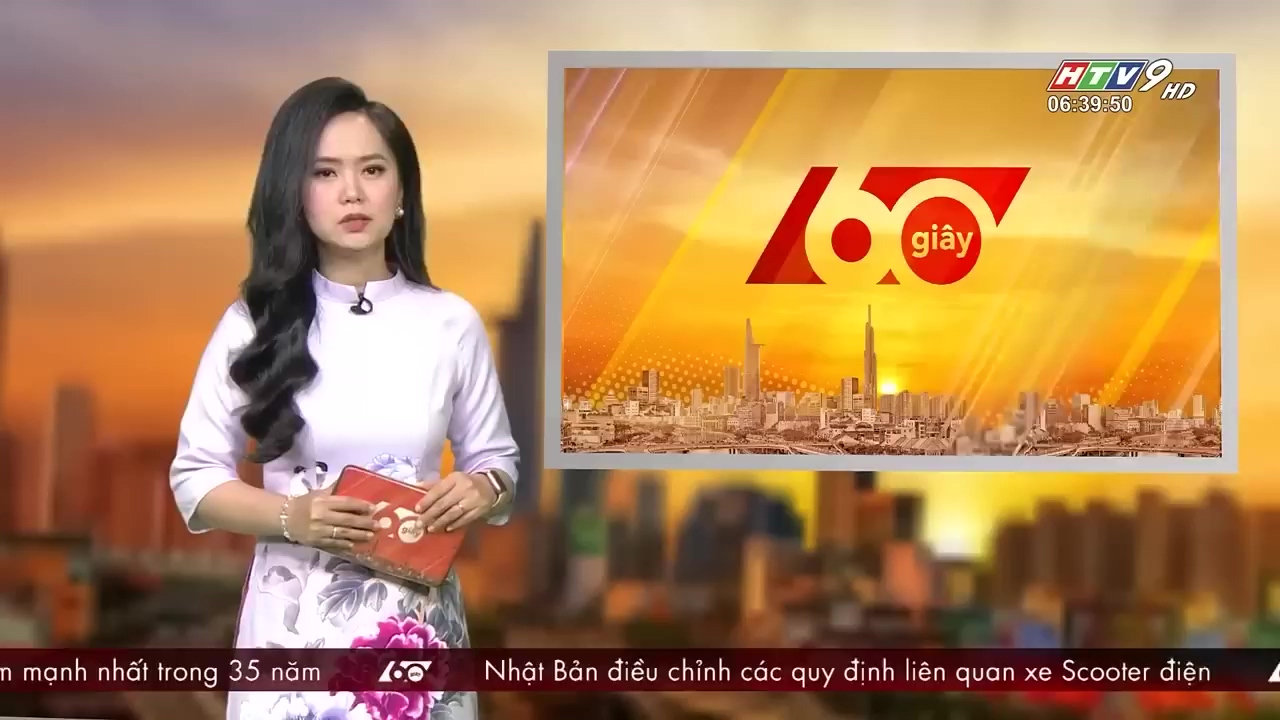 HTV9 HD
06:39:50
60 giây
60 giây
m mạnh nhất trong 35 năm 60 giây Nhật Bản điều chỉnh các quy định liên quan xe Scooter điện